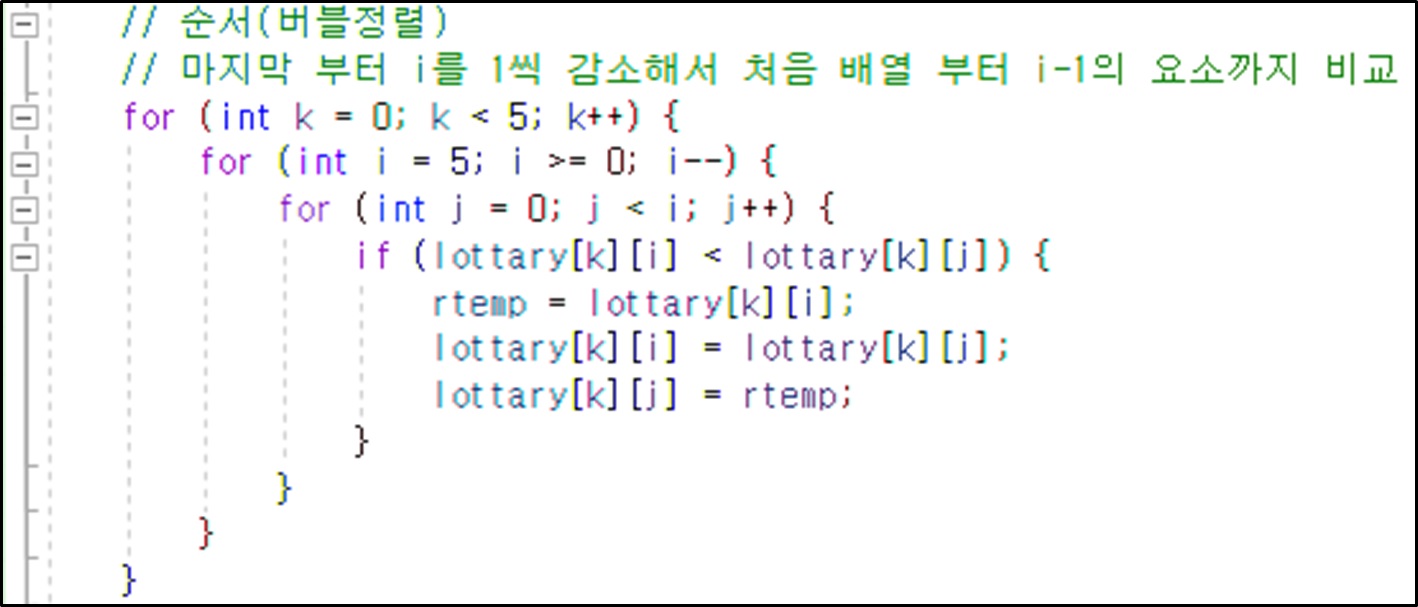 // 순서(버블정렬)
// 마지막 부터 i를 1씩 감소해서 처음 배열 부터 i-1의 요소까지 비교
for (int k = 0; k < 5; k++) {
for (int i = 5; i >= 0; i--) {
for (int j = 0; j < i; j++) {
if (lottary[k][i] < lottary[k][j]) {
rtemp = lottary[k][i];
lottary[k][i] = lottary[k][j];
lottary[k][j] = rtemp;
}
}
}
}